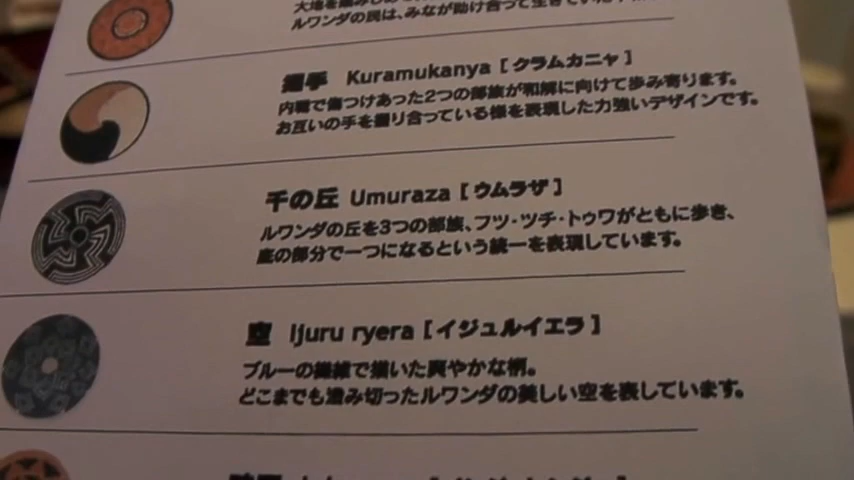 ルワンダの民は、みなが助け合って生きて
握手 Kuramukanya [ クラムカニャ ]
内戦で傷つけあった2つの部族が和解に向けて歩み寄ります。
お互いの手を握り合っている様を表現した力強いデザインです。
千の丘 Umuraza [ ウムラザ ]
ルワンダの丘を3つの部族、フツ・ツチ・トゥワがともに歩き、
底の部分で一つになるという統一を表現しています。
空 Ijuru ryera [ イジュルイエラ ]
ブルーの繊維で描いた爽やかな柄。
どこまでも澄み切ったルワンダの美しい空を表しています。